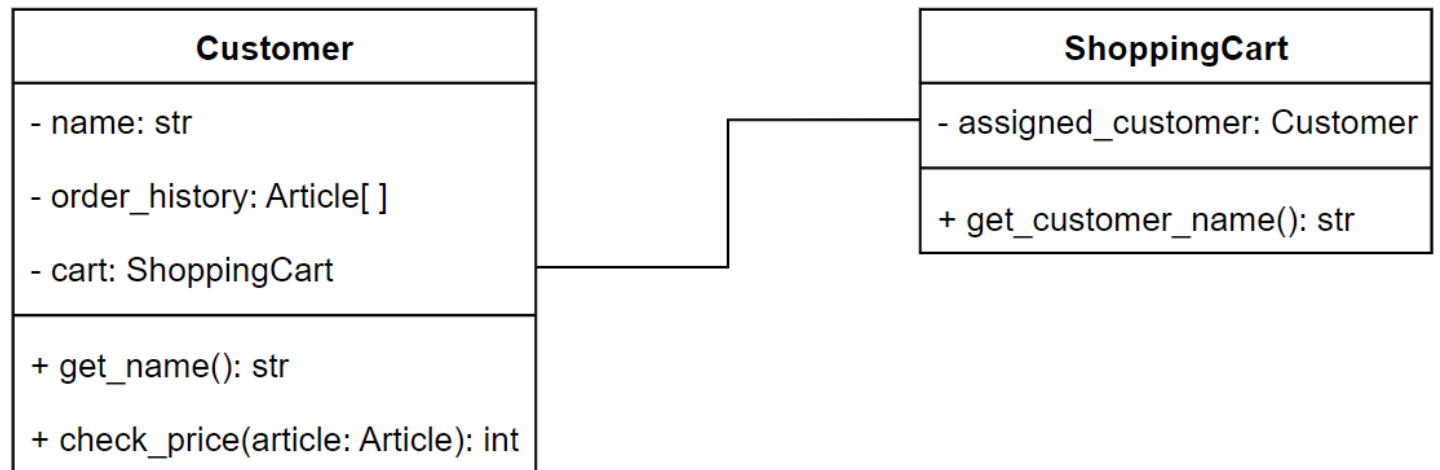 Customer
- name: str
- order_history: Article[ ]
- cart: ShoppingCart
+ get_name(): str
+ check_price(article: Article): int
ShoppingCart
- assigned_customer: Customer
+ get_customer_name(): str